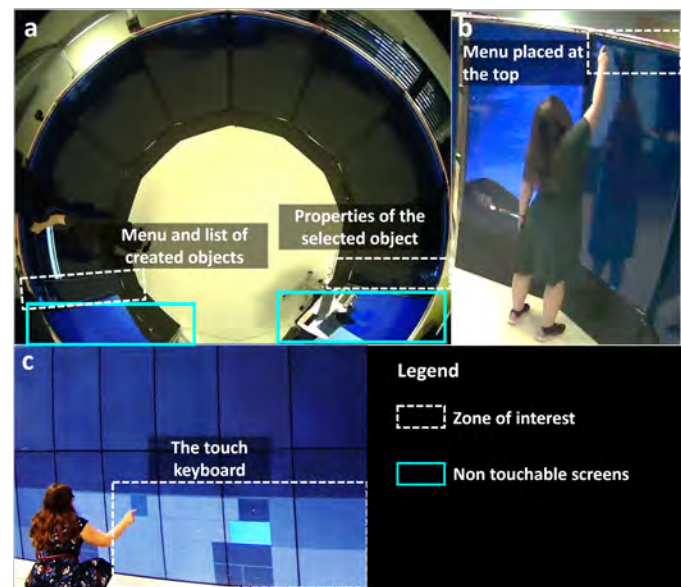 a
Menu and list of
created objects
Properties of the
selected object
b
Menu placed at
the top
c
The touch
keyboard
Legend
Zone of interest
Non touchable screens